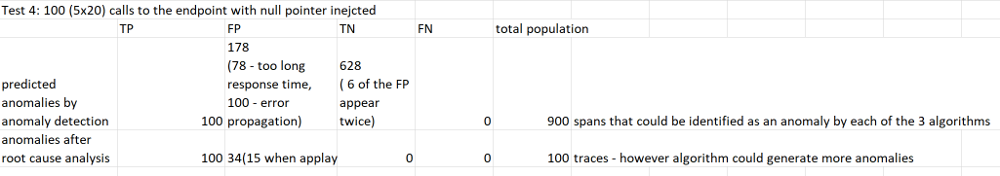 Test 4: 100 (5x20) calls to the endpoint with null pointer inejcted
TP FP TN FN total population
predicted anomalies by anomaly detection 100 178 (78 - too long response time, 100 - error propagation) 628 ( 6 of the FP appear twice) 0 900 spans that could be identified as an anomaly by each of the 3 algorithms
anomalies after root cause analysis 100 34(15 when applay 0 0 100 traces - however algorithm could generate more anomalies